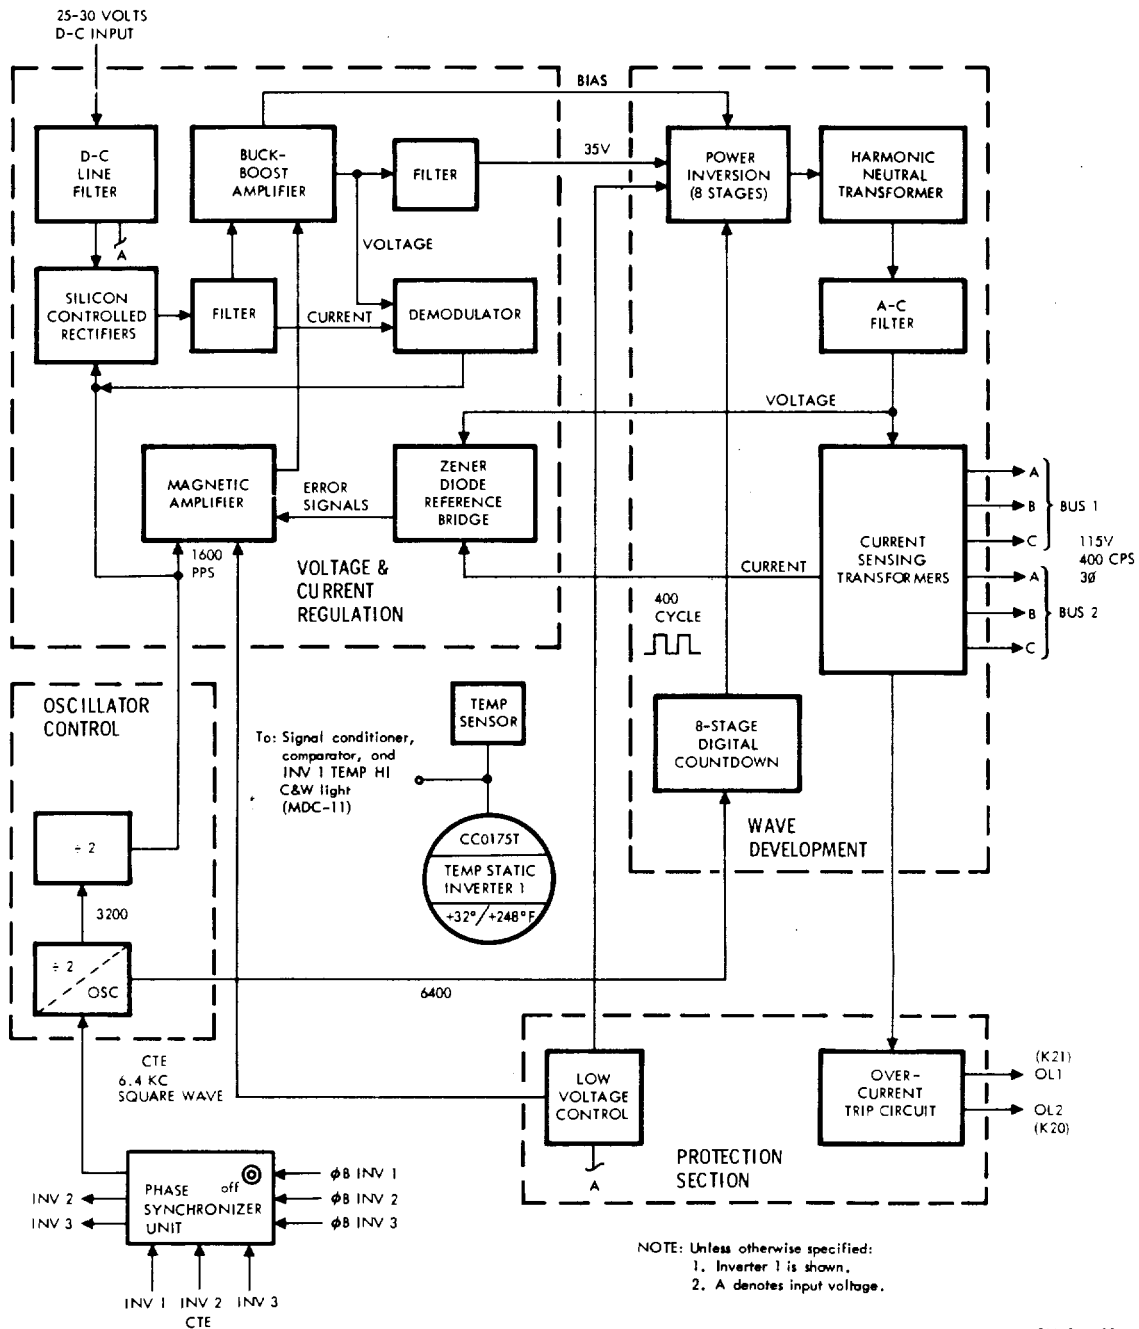 25-30 VOLTS
D-C INPUT
BIAS
D-C
LINE
FILTER
BUCK-
BOOST
AMPLIFIER
FILTER
35V
POWER
INVERSION
(8 STAGES)
HARMONIC
NEUTRAL
TRANSFORMER
A
VOLTAGE
SILICON
CONTROLLED
RECTIFIERS
FILTER
CURRENT
DEMODULATOR
A-C
FILTER
VOLTAGE
MAGNETIC
AMPLIFIER
ERROR
SIGNALS
ZENER
DIODE
REFERENCE
BRIDGE
CURRENT
SENSING
TRANSFORMERS
A
B
C
BUS 1
115V
400 CPS
3Ø
A
B
C
BUS 2
1600
PPS
VOLTAGE &
CURRENT
REGULATION
CURRENT
400
CYCLE
OSCILLATOR
CONTROL
TEMP
SENSOR
To: Signal conditioner,
comparator, and
INV 1 TEMP HI
C&W light
(MDC-11)
8-STAGE
DIGITAL
COUNTDOWN
WAVE
DEVELOPMENT
÷ 2
CC0175T
TEMP STATIC
INVERTER 1
+32°/+248°F
3200
÷ 2
OSC
6400
CTE
6.4 KC
SQUARE WAVE
LOW
VOLTAGE
CONTROL
A
OVER-
CURRENT
TRIP CIRCUIT
(K21)
OL1
OL2
(K20)
PROTECTION
SECTION
PHASE
SYNCHRONIZER
UNIT
off
INV 2
INV 3
ØB INV 1
ØB INV 2
ØB INV 3
INV 1 INV 2 INV 3
CTE
NOTE: Unless otherwise specified:
1. Inverter 1 is shown.
2. A denotes input voltage.